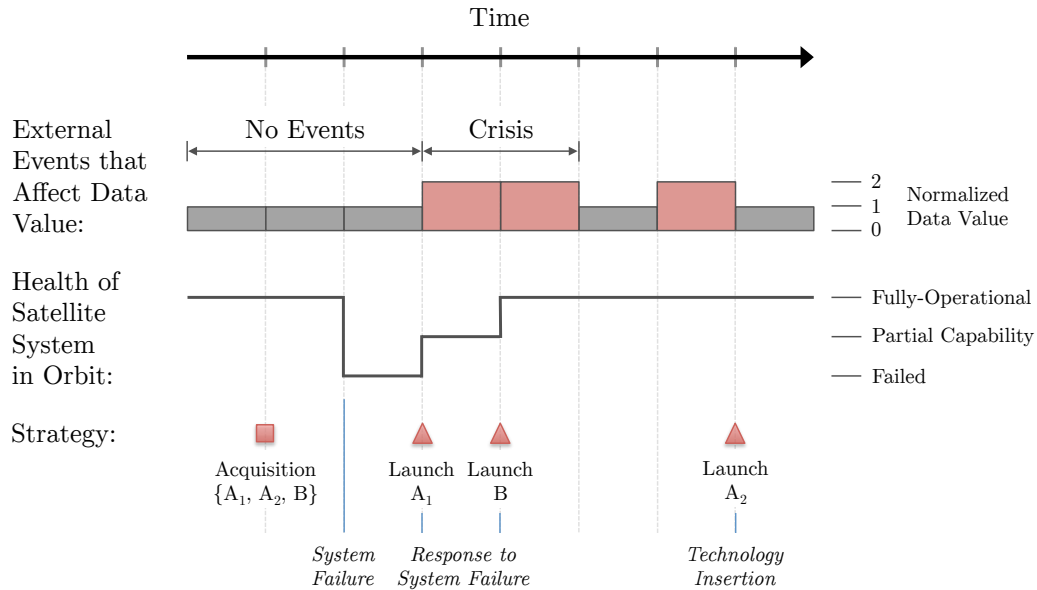 Time
External
Events that
Affect Data
Value:
No Events
Crisis
2
1
0
Normalized
Data Value
Health of
Satellite
System
in Orbit:
Fully-Operational
Partial Capability
Failed
Strategy:
Acquisition
{A₁, A₂, B}
Launch
A₁
Launch
B
Launch
A₂
System
Failure
Response to
System Failure
Technology
Insertion